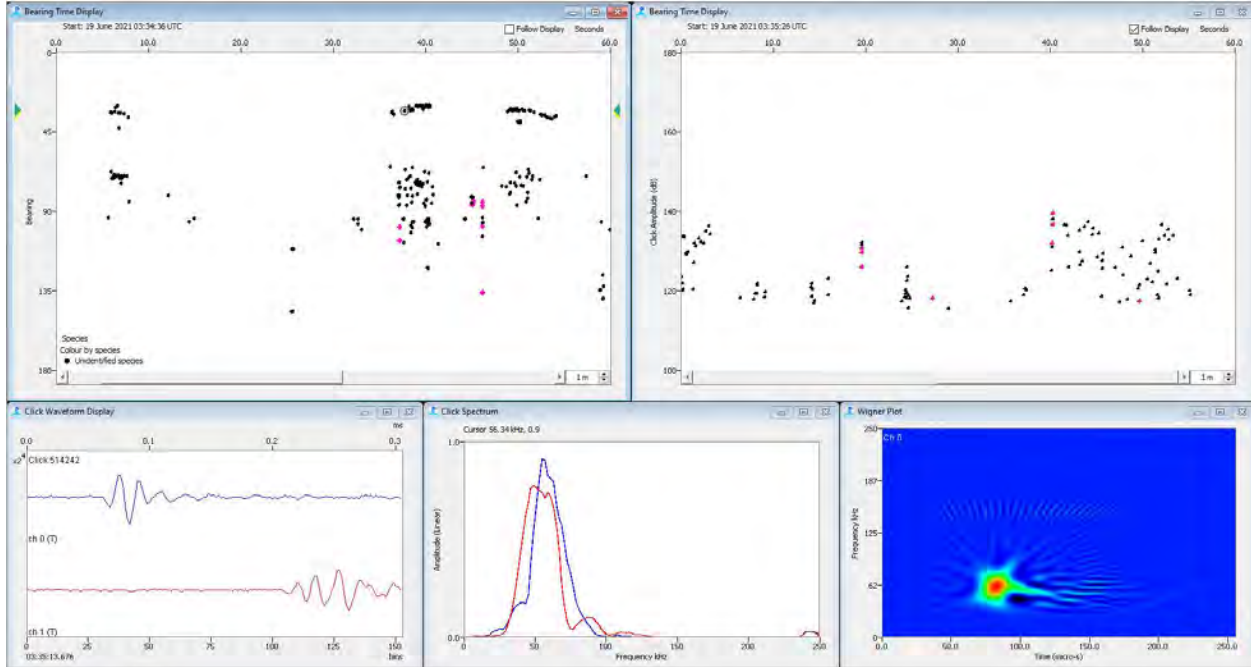 Bearing Time Display
Start: 19 June 2021 03:34:36 UTC
Follow Display Seconds
0.0 10.0 20.0 30.0 40.0 50.0 60.0
0
45
90
135
180
Bearing
Species
Colour by species
Unidentified species
1 m
Bearing Time Display
Start: 19 June 2021 03:35:26 UTC
Follow Display Seconds
0.0 10.0 20.0 30.0 40.0 50.0 60.0
180
160
140
120
100
Click Amplitude (dB)
1 m
Click Waveform Display
ms
0.0 0.1 0.2 0.3
x2^4
Click 514242
ch 0 (T)
ch 1 (T)
0 25 50 75 100 125 150
03:35:13.676
bins
Click Spectrum
Cursor 56.34 kHz, 0.9
1.0
Amplitude (Linear)
0.0
0 50 100 150 200 250
Frequency kHz
Wigner Plot
Ch 0
250
187
125
62
0
Frequency kHz
0.0 50.0 100.0 150.0 200.0 250.0
Time (micro-s)